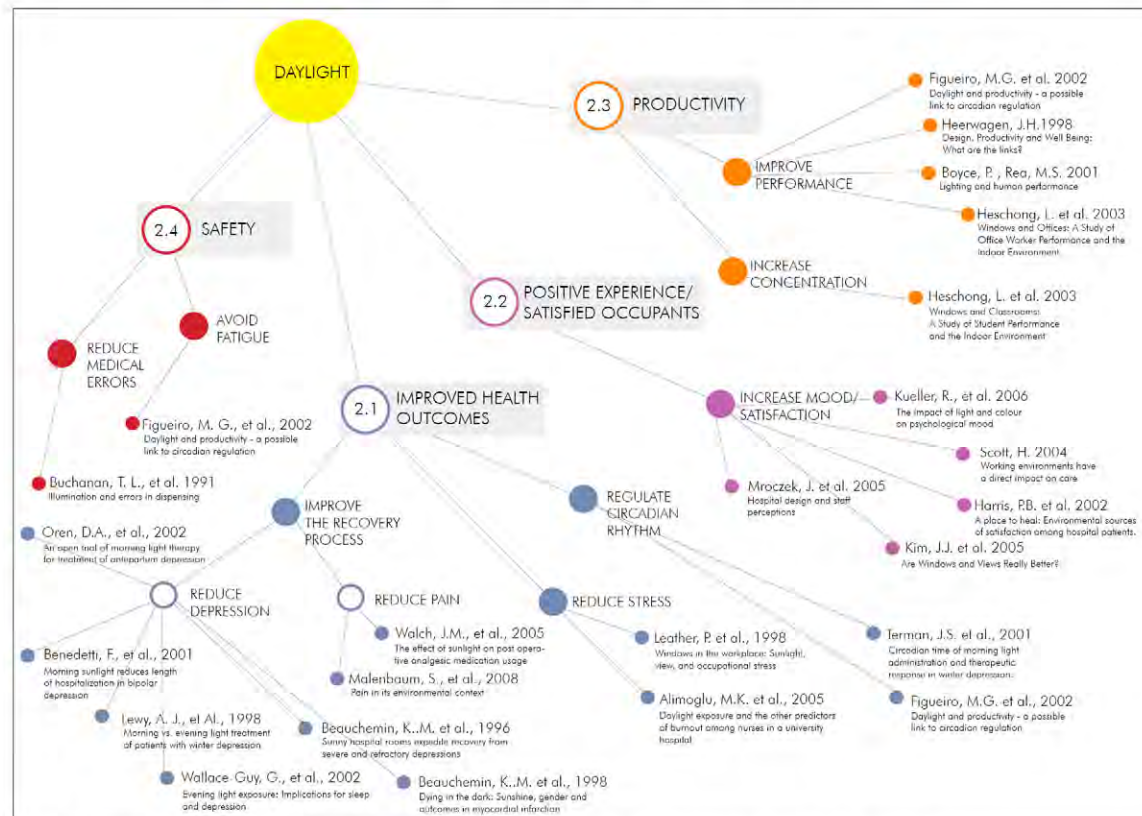 DAYLIGHT
2.3
PRODUCTIVITY
Figueiro, M.G. et al. 2002
Daylight and productivity - a possible
link to circadian regulation
Heerwagen, J.H.1998
Design, Productivity and Well Being:
What are the links?
IMPROVE
PERFORMANCE
Boyce, P. , Rea, M.S. 2001
Lighting and human performance
Heschong, L. et al. 2003
Windows and Offices: A Study of
Office Worker Performance and the
Indoor Environment
INCREASE
CONCENTRATION
Heschong, L. et al. 2003
Windows and Classrooms:
A Study of Student Performance
and the Indoor Environment
2.4
SAFETY
AVOID
FATIGUE
REDUCE
MEDICAL
ERRORS
Figueiro, M. G., et al., 2002
Daylight and productivity - a possible
link to circadian regulation
Buchanan, T. L., et al. 1991
Illumination and errors in dispensing
2.2
POSITIVE EXPERIENCE/
SATISFIED OCCUPANTS
INCREASE MOOD/
SATISFACTION
Kueller, R., et al. 2006
The impact of light and colour
on psychological mood
Scott, H. 2004
Working environments have
a direct impact on care
Mroczek, J. et al. 2005
Hospital design and staff
perceptions
Harris, P.B. et al. 2002
A place to heal: Environmental sources
of satisfaction among hospital patients.
Kim, J.J. et al. 2005
Are Windows and Views Really Better?
2.1
IMPROVED HEALTH
OUTCOMES
IMPROVE
THE RECOVERY
PROCESS
REGULATE
CIRCADIAN
RHYTHM
Oren, D.A., et al., 2002
An open trial of morning light therapy
for treatment of antepartum depression
REDUCE
DEPRESSION
REDUCE PAIN
REDUCE STRESS
Walch, J.M., et al., 2005
The effect of sunlight on post opera-
tive analgesic medication usage
Malenbaum, S., et al., 2008
Pain in its environmental context
Leather, P. et al., 1998
Windows in the workplace: Sunlight,
view, and occupational stress
Terman, J.S. et al., 2001
Circadian time of morning light
administration and therapeutic
response in winter depression.
Benedetti, F., et al., 2001
Morning sunlight reduces length
of hospitalization in bipolar
depression
Alimoglu, M.K. et al., 2005
Daylight exposure and the other predictors
of burnout among nurses in a university
hospital
Figueiro, M.G. et al., 2002
Daylight and productivity - a possible
link to circadian regulation
Lewy, A. J., et Al., 1998
Morning vs. evening light treatment
of patients with winter depression
Beauchemin, K..M. et al., 1996
Sunny hospital rooms expedite recovery from
severe and refractory depressions
Wallace-Guy, G., et al., 2002
Evening light exposure: Implications for sleep
and depression
Beauchemin, K..M. et al., 1998
Dying in the dark: Sunshine, gender and
outcomes in myocardial infarction